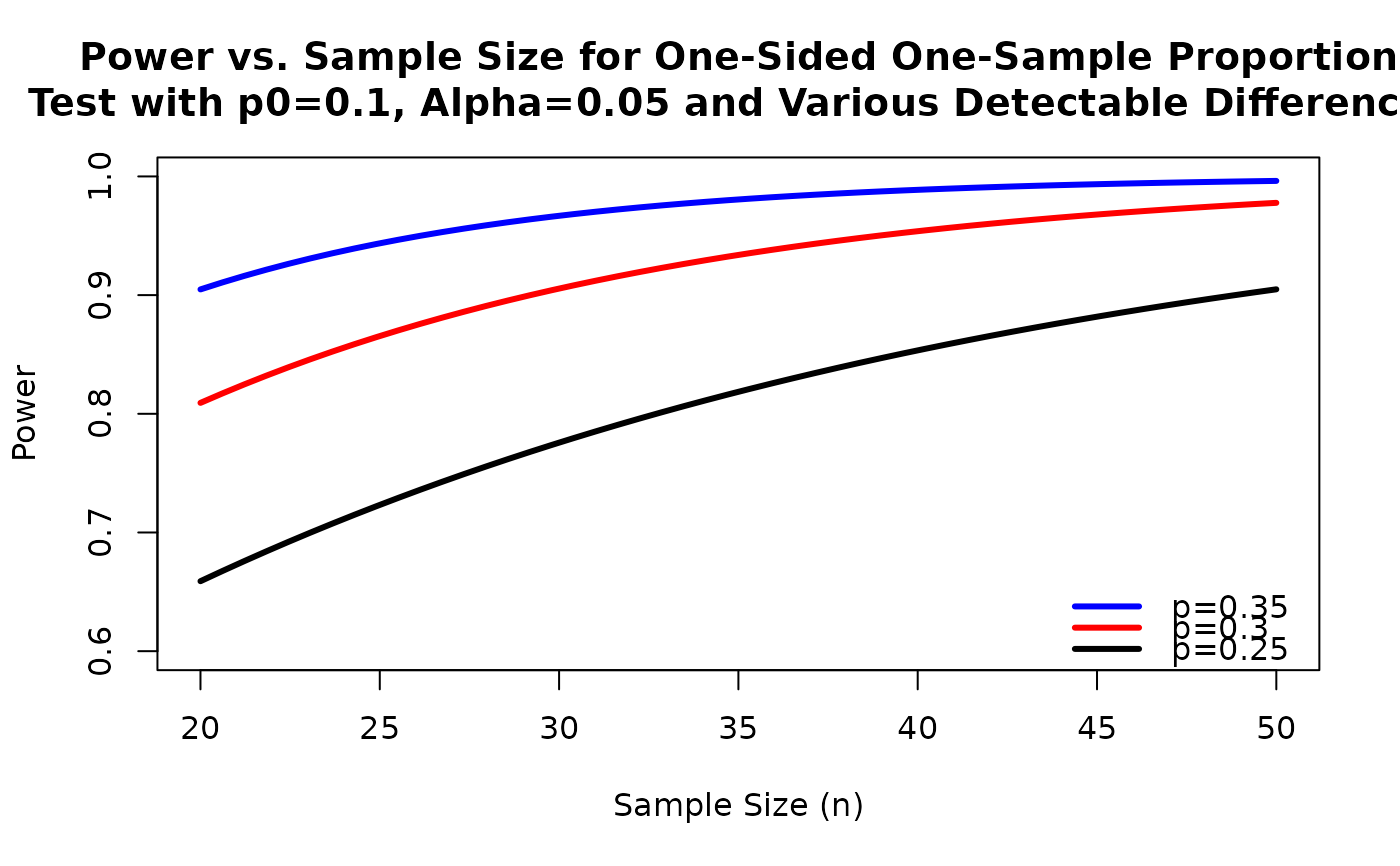 Power vs. Sample Size for One-Sided One-Sample Proportion
Test with p0=0.1, Alpha=0.05 and Various Detectable Differenc
1.0
0.9
0.8
0.7
0.6
Power
p=0.35
p=0.3
p=0.25
20 25 30 35 40 45 50
Sample Size (n)